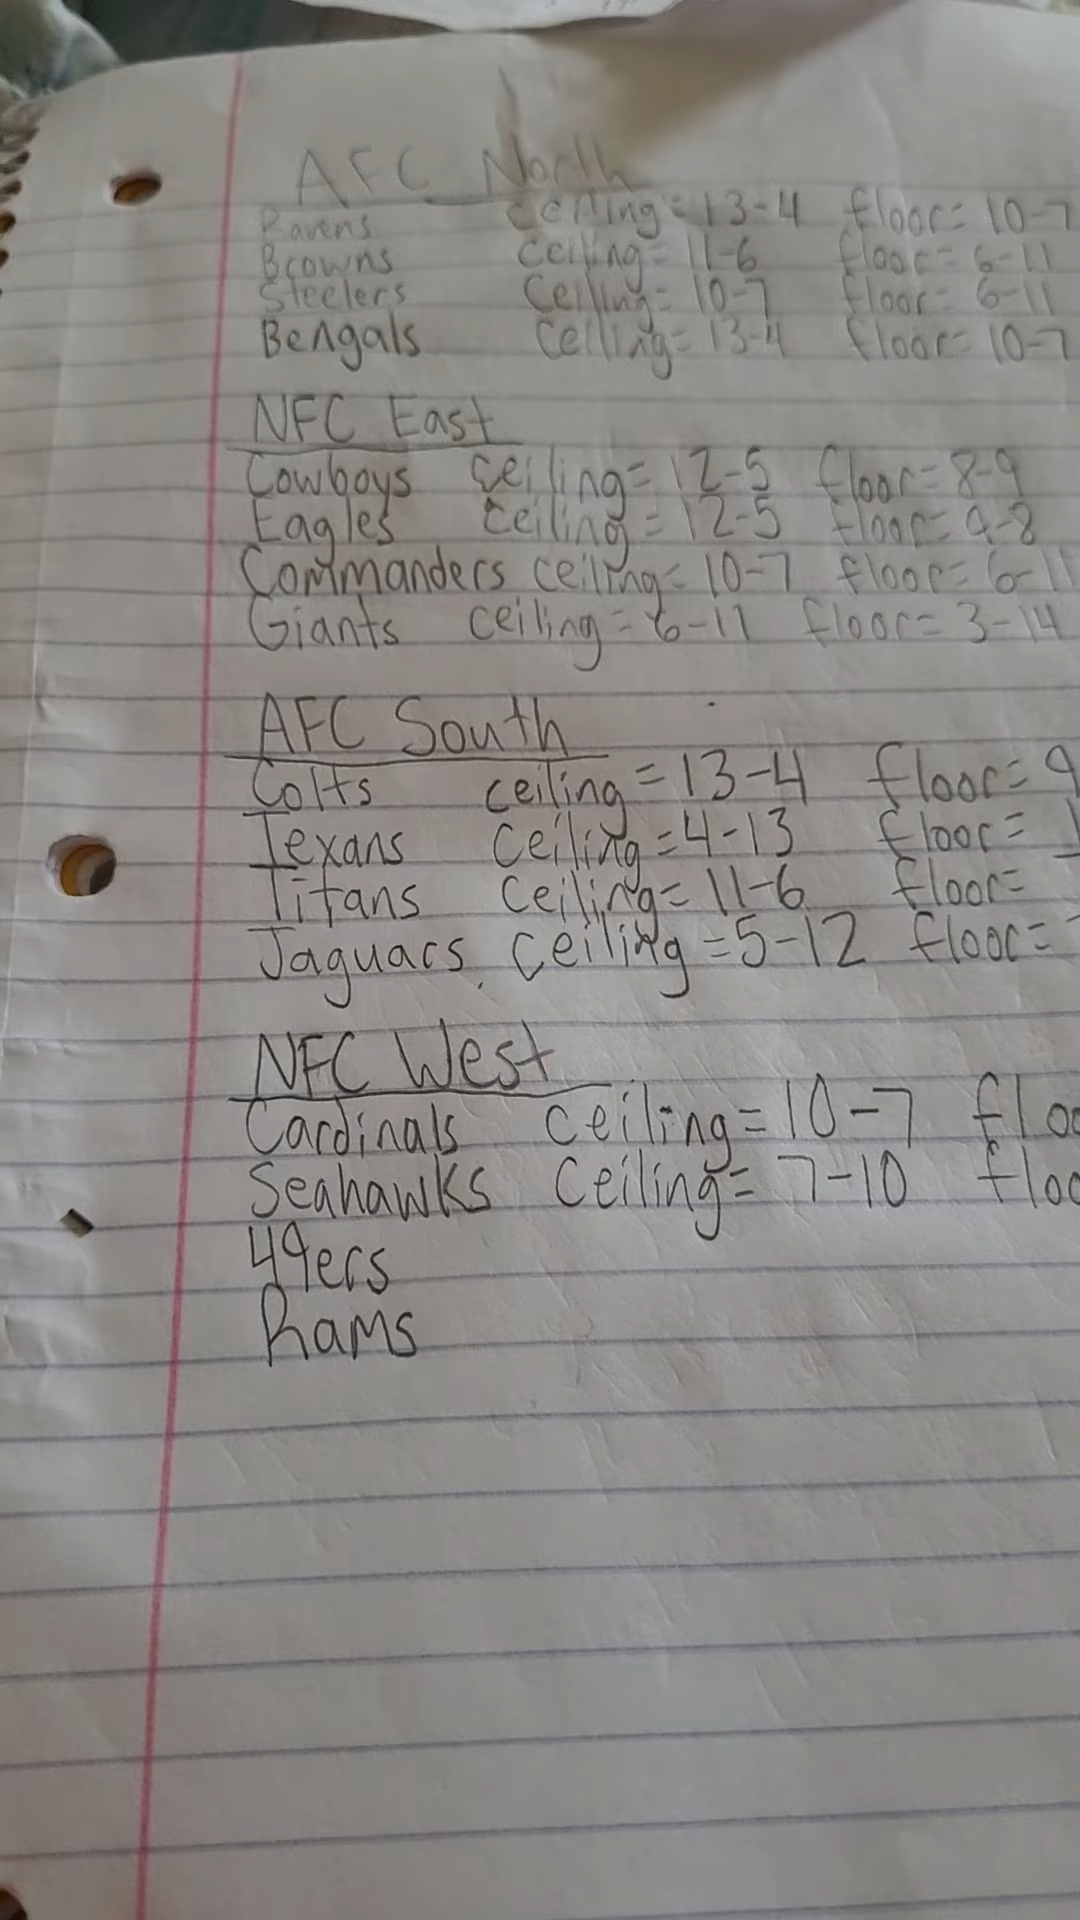 AFC North
Ravens ceiling= 13-4 floor= 10-7
Browns ceiling= 11-6 floor= 6-11
Steelers ceiling= 10-7 floor= 6-11
Bengals ceiling= 13-4 floor= 10-7
NFC East
Cowboys ceiling= 12-5 floor= 8-9
Eagles ceiling= 12-5 floor= 9-8
Commanders ceiling= 10-7 floor= 6-11
Giants ceiling= 6-11 floor= 3-14
AFC South
Colts ceiling= 13-4 floor= 9
Texans ceiling= 4-13 floor= 1
Titans ceiling= 11-6 floor=
Jaguars ceiling= 5-12 floor=
NFC West
Cardinals ceiling= 10-7 floo
Seahawks ceiling= 7-10 floo
49ers
Rams